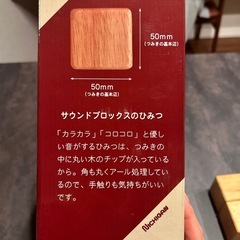 50mm
(つみきの基本辺)
50mm
(つみきの基本辺)
サウンドブロックスのひみつ
「カラカラ」「コロコロ」と優し
い音がするひみつは、つみきの
中に丸い木のチップが入っている
から。角も丸くアール処理してい
るので、手触りも気持ちがいいで
す。